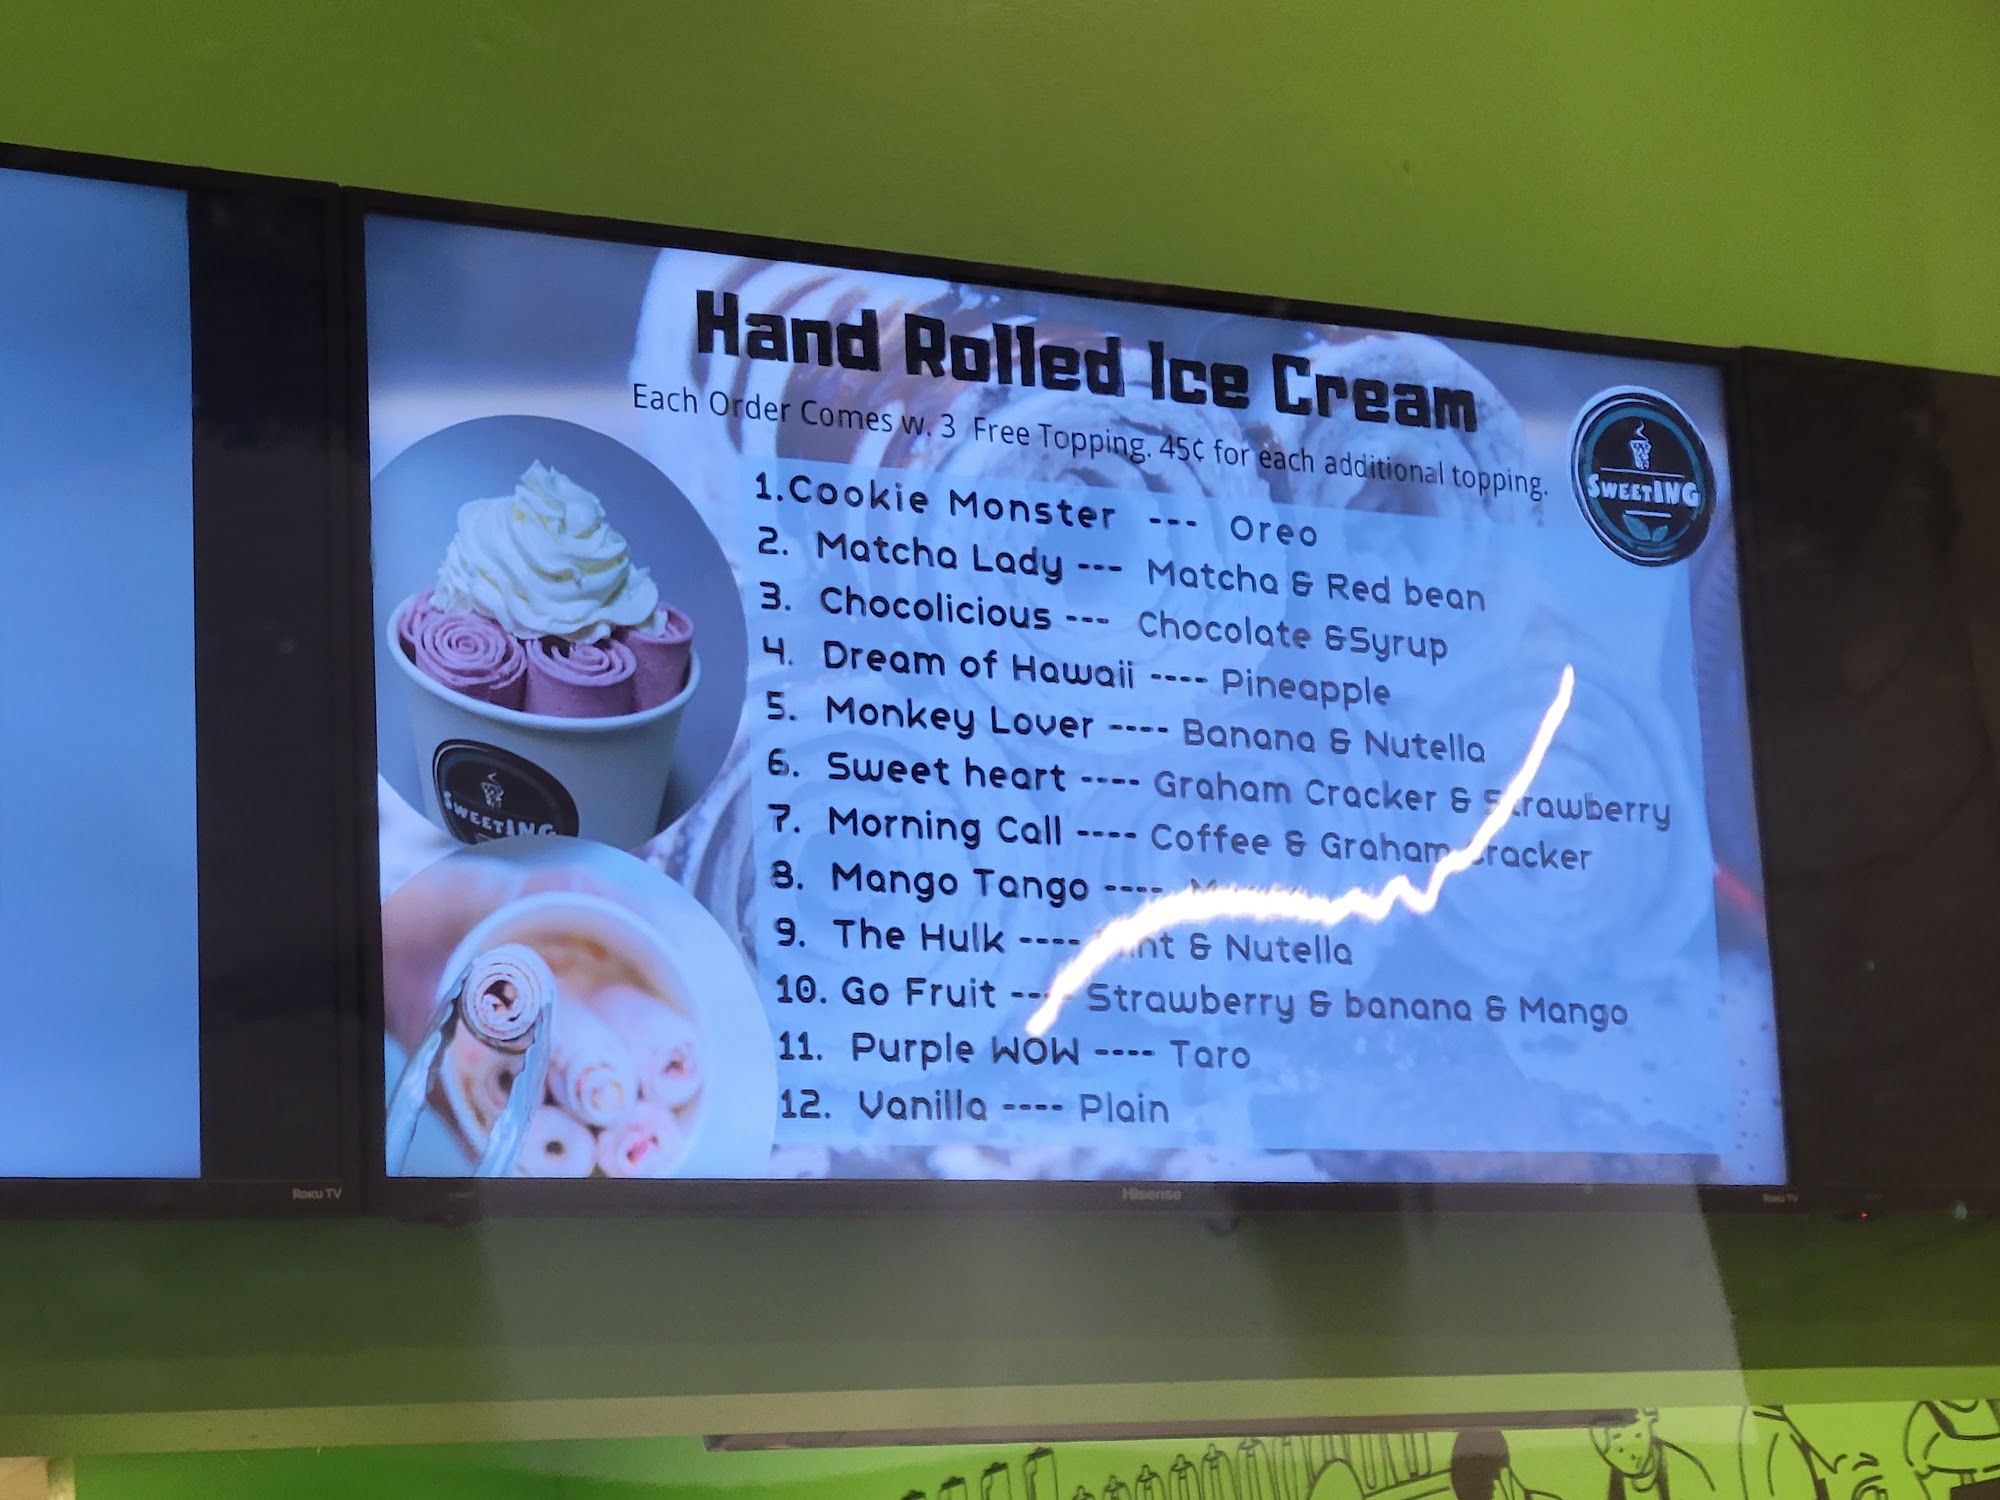 Hand Rolled Ice Cream
Each Order Comes w. 3 Free Topping. 45¢ for each additional topping.
SWEETING
1.Cookie Monster --- Oreo
2. Matcha Lady --- Matcha & Red bean
3. Chocolicious --- Chocolate &Syrup
4. Dream of Hawaii ---- Pineapple
5. Monkey Lover ---- Banana & Nutella
6. Sweet heart ---- Graham Cracker & Strawberry
7. Morning Call ---- Coffee & Graham Cracker
8. Mango Tango ----
9. The Hulk ---- & Nutella
10. Go Fruit ---- Strawberry & banana & Mango
11. Purple WOW ---- Taro
12. Vanilla ---- Plain
SWEETING
Roku TV
Hisense
Roku TV